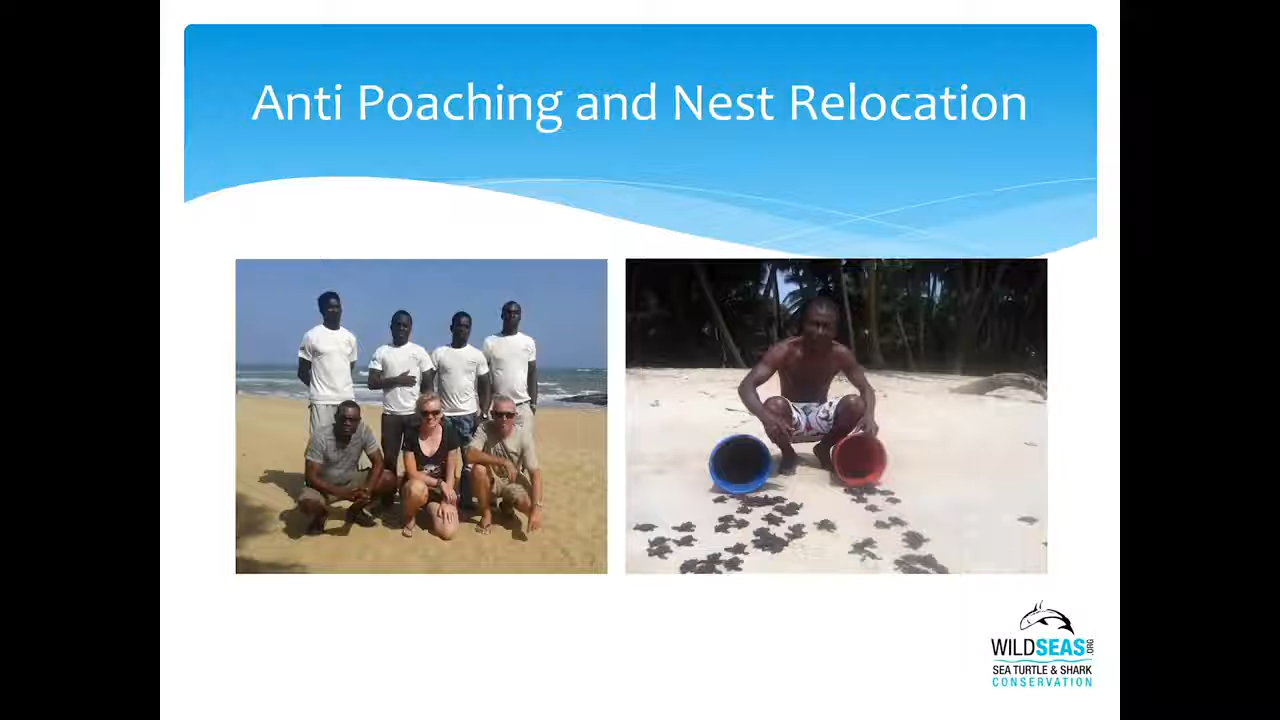 Anti Poaching and Nest Relocation
WILDSEAS.ORG
SEA TURTLE & SHARK
CONSERVATION